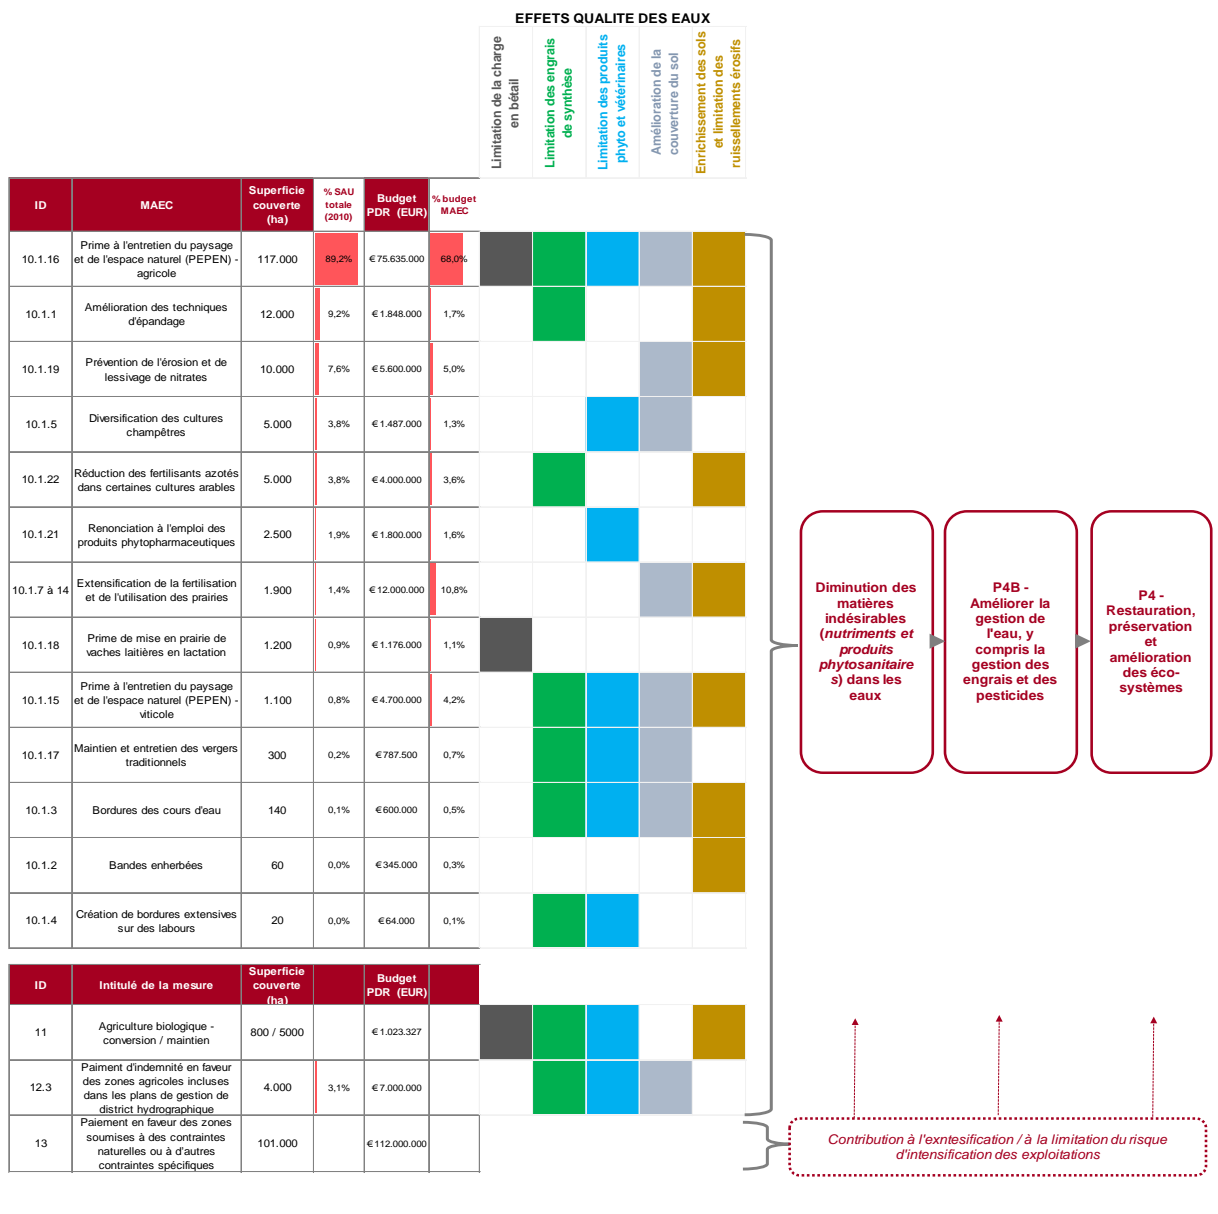 EFFETS QUALITE DES EAUX
Limitation de la charge
en bétail
Limitation des engrais
de synthèse
Limitation des produits
phyto et vétérinaires
Amélioration de la
couverture du sol
Enrichissement des sols
et limitation des
ruissellements érosifs
ID
MAEC
Superficie
couverte
(ha)
% SAU
totale
(2010)
Budget
PDR (EUR)
% budget
MAEC
10.1.16
Prime à l'entretien du paysage
et de l'espace naturel (PEPEN) -
agricole
117.000
89,2%
€ 75.635.000
68,0%
10.1.1
Amélioration des techniques
d'épandage
12.000
9,2%
€ 1.848.000
1,7%
10.1.19
Prévention de l'érosion et de
lessivage de nitrates
10.000
7,6%
€ 5.600.000
5,0%
10.1.5
Diversification des cultures
champêtres
5.000
3,8%
€ 1.487.000
1,3%
10.1.22
Réduction des fertilisants azotés
dans certaines cultures arables
5.000
3,8%
€ 4.000.000
3,6%
10.1.21
Renonciation à l'emploi des
produits phytopharmaceutiques
2.500
1,9%
€ 1.800.000
1,6%
10.1.7 à 14
Extensification de la fertilisation
et de l'utilisation des prairies
1.900
1,4%
€ 12.000.000
10,8%
10.1.18
Prime de mise en prairie de
vaches laitières en lactation
1.200
0,9%
€ 1.176.000
1,1%
10.1.15
Prime à l'entretien du paysage
et de l'espace naturel (PEPEN) -
viticole
1.100
0,8%
€ 4.700.000
4,2%
10.1.17
Maintien et entretien des vergers
traditionnels
300
0,2%
€ 787.500
0,7%
10.1.3
Bordures des cours d'eau
140
0,1%
€ 600.000
0,5%
10.1.2
Bandes enherbées
60
0,0%
€ 345.000
0,3%
10.1.4
Création de bordures extensives
sur des labours
20
0,0%
€ 64.000
0,1%
Diminution des
matières
indésirables
(nutriments et
produits
phytosanitaire
s) dans les
eaux
P4B -
Améliorer la
gestion de
l'eau, y
compris la
gestion des
engrais et des
pesticides
P4 -
Restauration,
préservation
et
amélioration
des éco-
systèmes
ID
Intitulé de la mesure
Superficie
couverte
(ha)
Budget
PDR (EUR)
11
Agriculture biologique -
conversion / maintien
800 / 5000
€ 1.023.327
12.3
Paiment d'indemnité en faveur
des zones agricoles incluses
dans les plans de gestion de
district hydrographique
4.000
3,1%
€ 7.000.000
13
Paiement en faveur des zones
soumises à des contraintes
naturelles ou à d'autres
contraintes spécifiques
101.000
€ 112.000.000
Contribution à l'exntesification / à la limitation du risque
d'intensification des exploitations